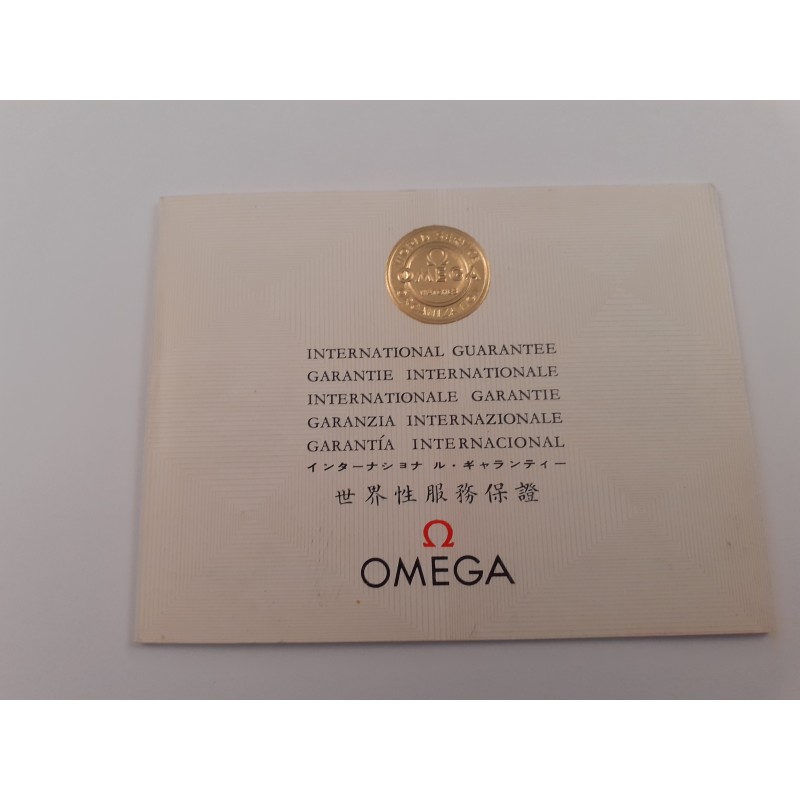 Ω
OMEGA
INTERNATIONAL GUARANTEE
GARANTIE INTERNATIONALE
INTERNATIONALE GARANTIE
GARANZIA INTERNAZIONALE
GARANTÍA INTERNACIONAL
インターナショナル・ギャランティー
世界性服務保證
Ω
OMEGA